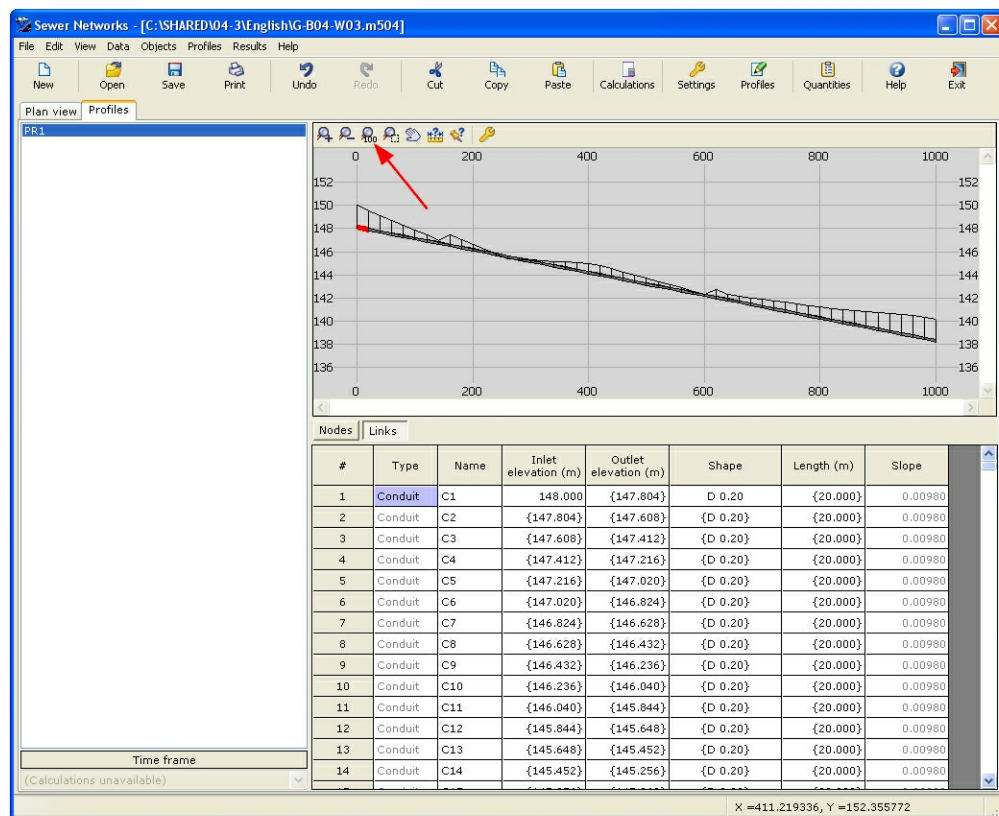 Sewer Networks - [C:\SHARED\04-3\English\G-B04-W03.m504]
File Edit View Data Objects Profiles Results Help
New Open Save Print Undo Redo Cut Copy Paste Calculations Settings Profiles Quantities Help Exit
Plan view Profiles
PR1
100
0 200 400 600 800 1000
152 152
150 150
148 148
146 146
144 144
142 142
140 140
138 138
136 136
0 200 400 600 800 1000
Nodes Links
# Type Name Inlet elevation (m) Outlet elevation (m) Shape Length (m) Slope
1 Conduit C1 148.000 {147.804} D 0.20 {20.000} 0.00980
2 Conduit C2 {147.804} {147.608} {D 0.20} {20.000} 0.00980
3 Conduit C3 {147.608} {147.412} {D 0.20} {20.000} 0.00980
4 Conduit C4 {147.412} {147.216} {D 0.20} {20.000} 0.00980
5 Conduit C5 {147.216} {147.020} {D 0.20} {20.000} 0.00980
6 Conduit C6 {147.020} {146.824} {D 0.20} {20.000} 0.00980
7 Conduit C7 {146.824} {146.628} {D 0.20} {20.000} 0.00980
8 Conduit C8 {146.628} {146.432} {D 0.20} {20.000} 0.00980
9 Conduit C9 {146.432} {146.236} {D 0.20} {20.000} 0.00980
10 Conduit C10 {146.236} {146.040} {D 0.20} {20.000} 0.00980
11 Conduit C11 {146.040} {145.844} {D 0.20} {20.000} 0.00980
12 Conduit C12 {145.844} {145.648} {D 0.20} {20.000} 0.00980
13 Conduit C13 {145.648} {145.452} {D 0.20} {20.000} 0.00980
14 Conduit C14 {145.452} {145.256} {D 0.20} {20.000} 0.00980
Time frame
(Calculations unavailable)
X =411.219336, Y =152.355772